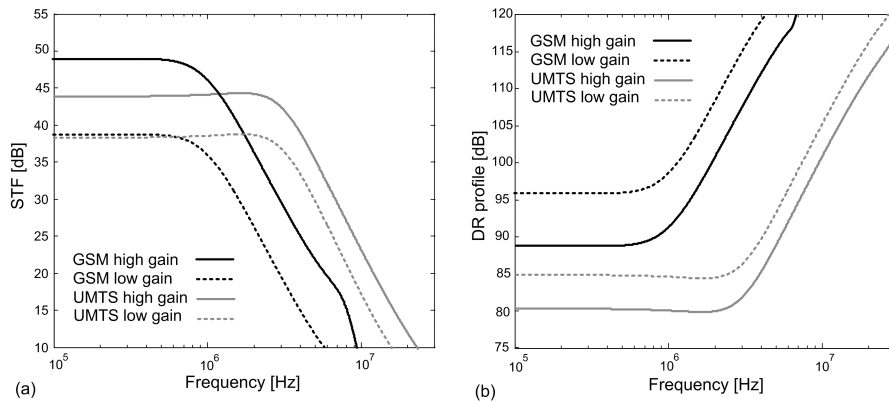 55
50
45
40
35
30
25
20
15
10
STF [dB]
GSM high gain
GSM low gain
UMTS high gain
UMTS low gain
10^5
10^6
10^7
Frequency [Hz]
(a)
120
115
110
105
100
95
90
85
80
75
DR profile [dB]
GSM high gain
GSM low gain
UMTS high gain
UMTS low gain
10^5
10^6
10^7
Frequency [Hz]
(b)